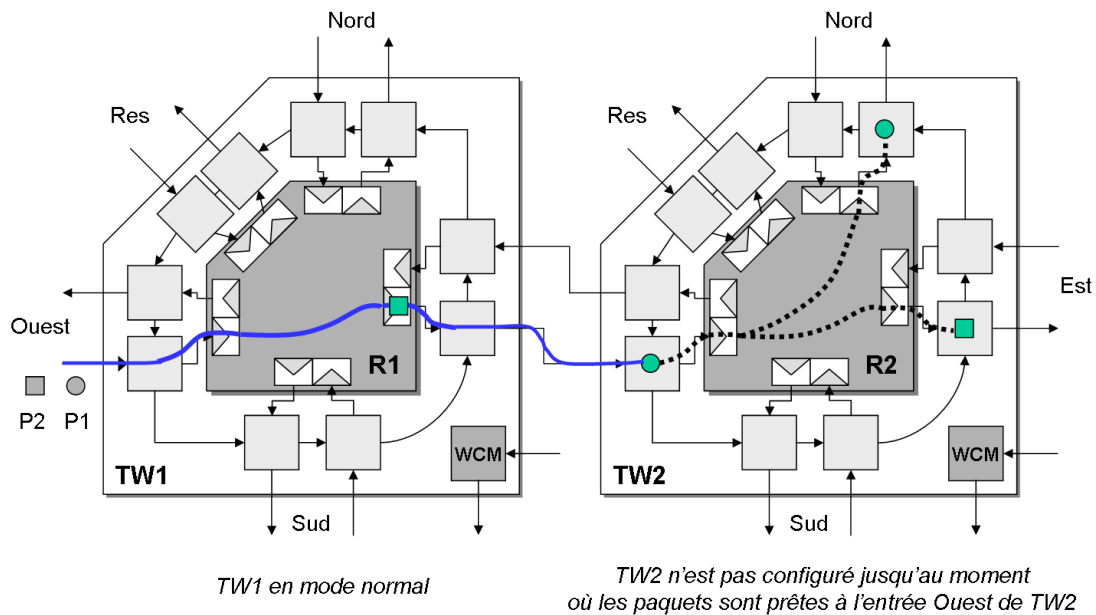 Nord
Nord
Res
Res
Ouest
Est
P2 P1
R1
R2
TW1
WCM
TW2
WCM
Sud
Sud
TW1 en mode normal
TW2 n'est pas configuré jusqu'au moment
où les paquets sont prêtes à l'entrée Ouest de TW2